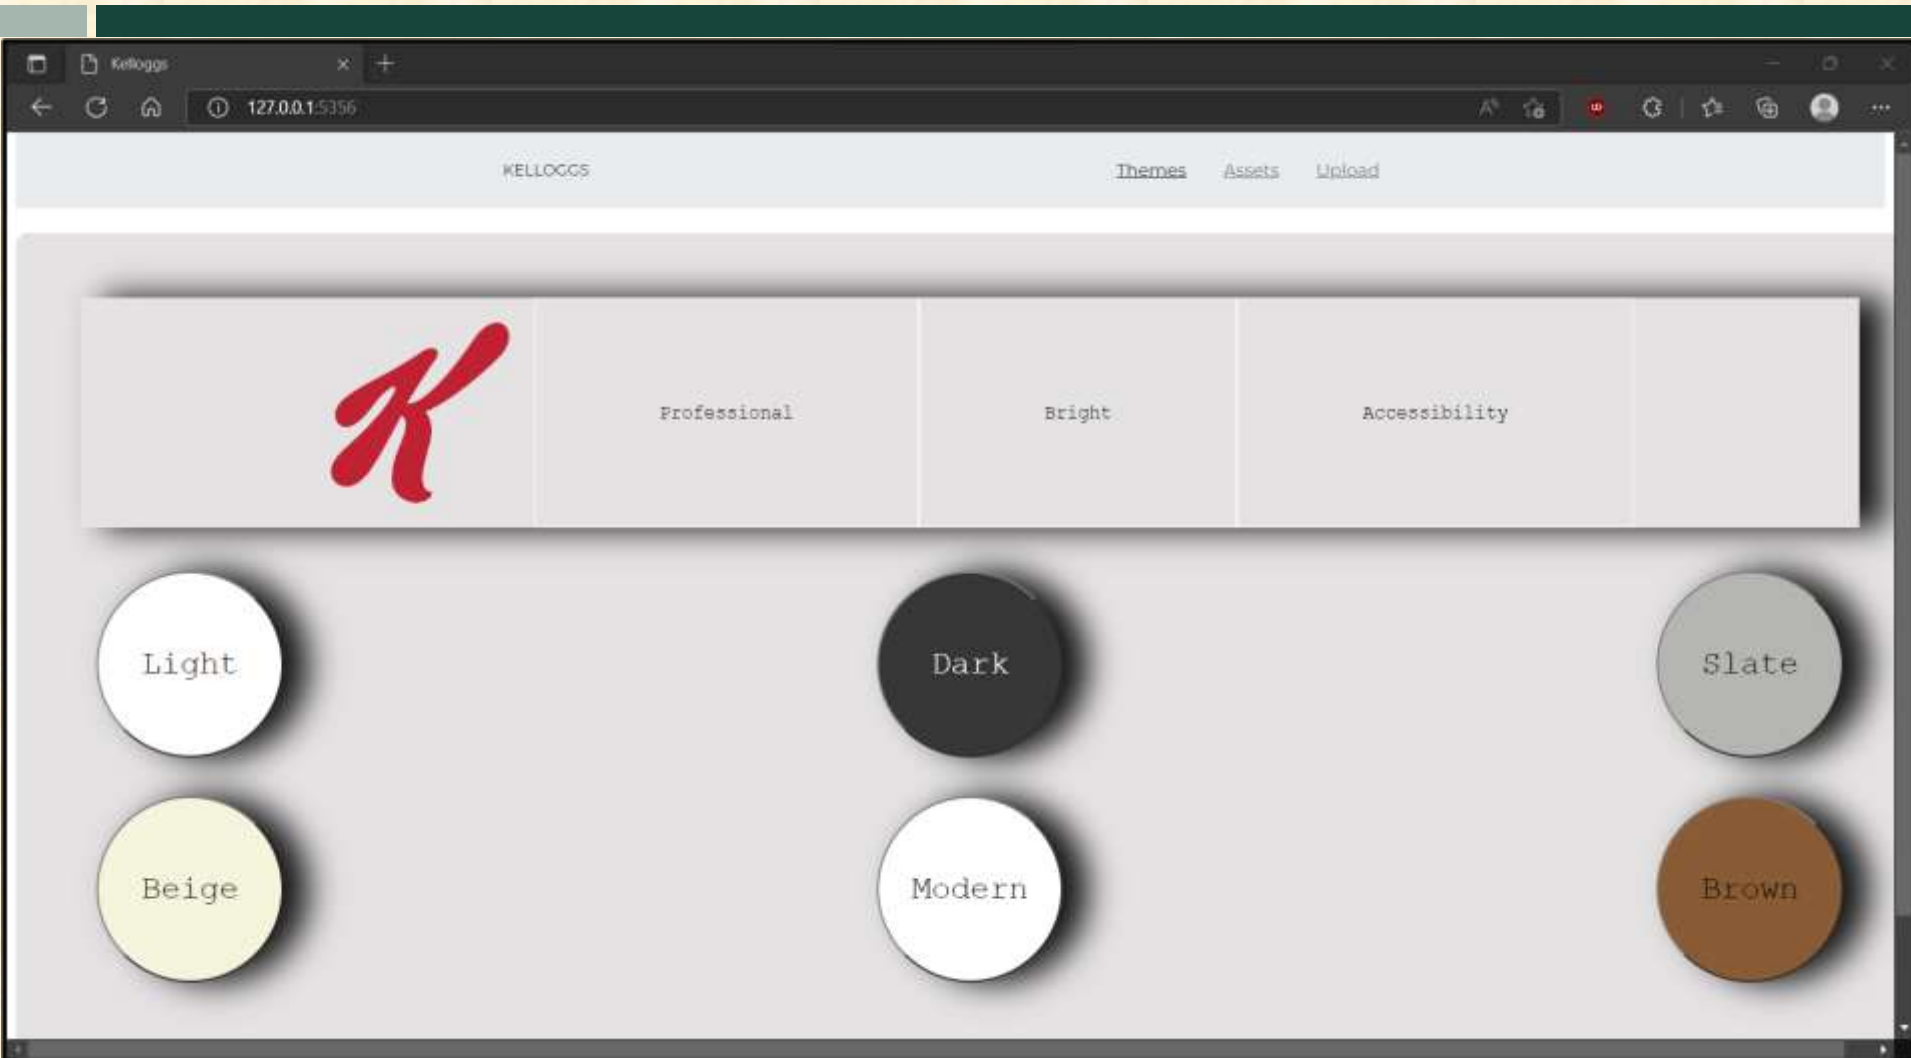 Kelloggs
127.0.0.1:5356
KELLOGGS Themes Assets Upload
K
Professional Bright Accessibility
Light Dark Slate
Beige Modern Brown